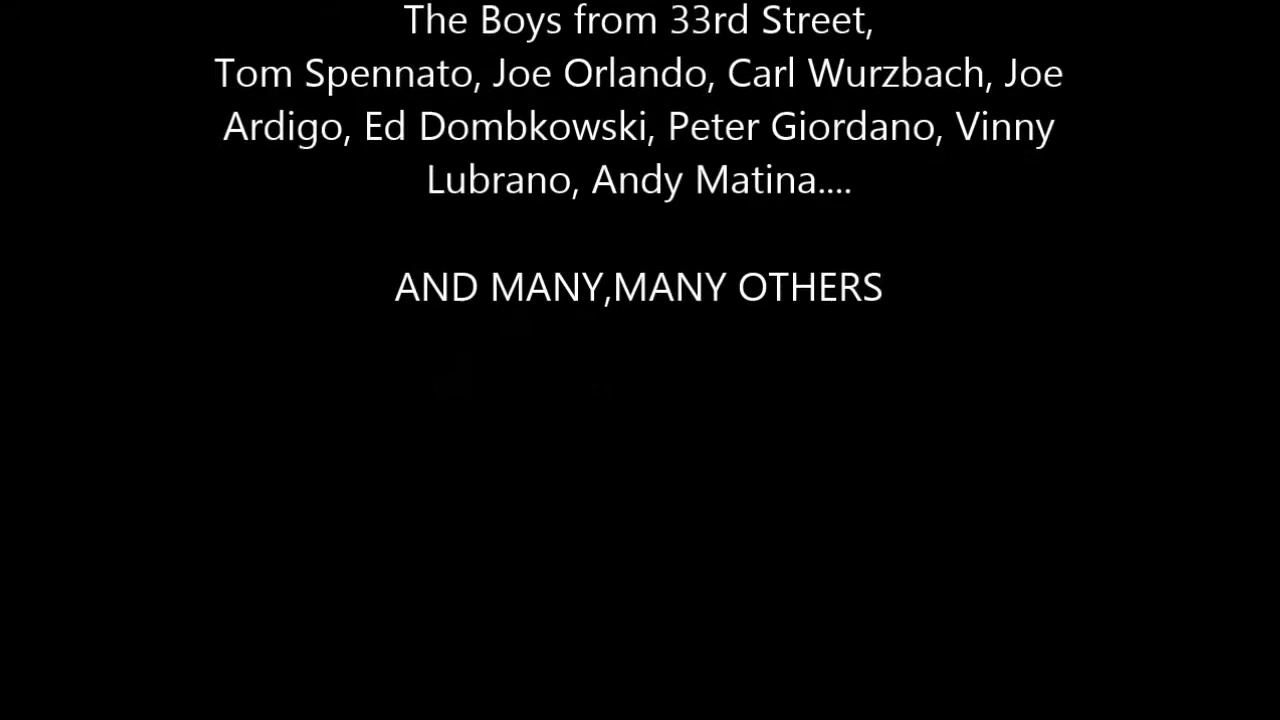 The Boys from 33rd Street,
Tom Spennato, Joe Orlando, Carl Wurzbach, Joe
Ardigo, Ed Dombkowski, Peter Giordano, Vinny
Lubrano, Andy Matina....
AND MANY,MANY OTHERS